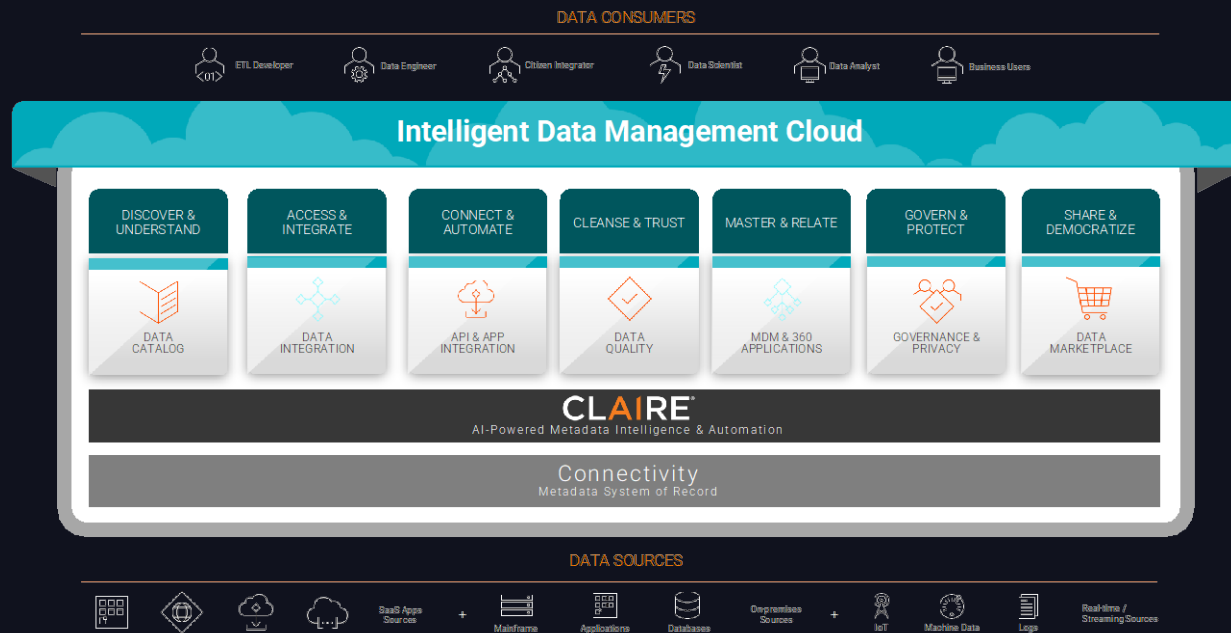 DATA CONSUMERS
ETL Developer
Data Engineer
Citizen Integrator
Data Scientist
Data Analyst
Business Users
Intelligent Data Management Cloud
DISCOVER &
UNDERSTAND
ACCESS &
INTEGRATE
CONNECT &
AUTOMATE
CLEANSE & TRUST
MASTER & RELATE
GOVERN &
PROTECT
SHARE &
DEMOCRATIZE
DATA
CATALOG
DATA
INTEGRATION
API & APP
INTEGRATION
DATA
QUALITY
MDM & 360
APPLICATIONS
GOVERNANCE &
PRIVACY
DATA
MARKETPLACE
CLAIRE®
AI-Powered Metadata Intelligence & Automation
Connectivity
Metadata System of Record
DATA SOURCES
SaaS Apps
Sources
+
Mainframe
Applications
Databases
On-premises
Sources
+
IoT
Machine Data
Logs
Real-time /
Streaming Sources